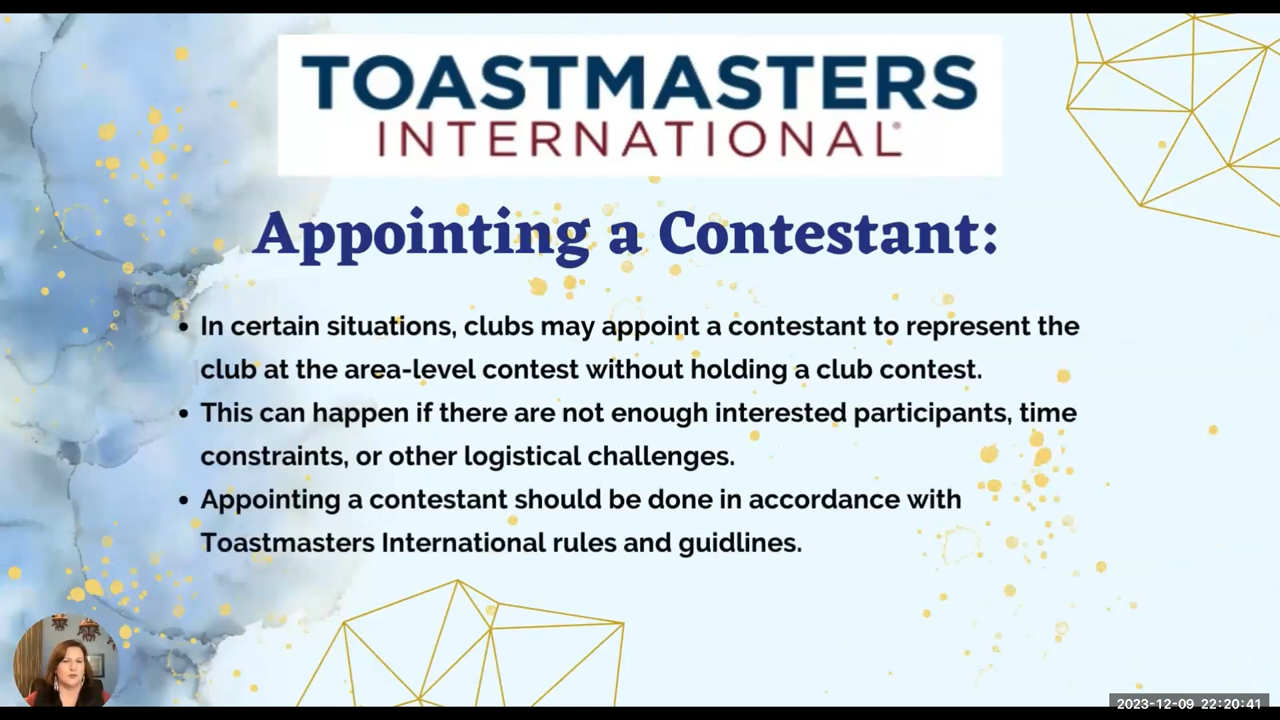 TOASTMASTERS
INTERNATIONAL®
Appointing a Contestant:
• In certain situations, clubs may appoint a contestant to represent the
club at the area-level contest without holding a club contest.
• This can happen if there are not enough interested participants, time
constraints, or other logistical challenges.
• Appointing a contestant should be done in accordance with
Toastmasters International rules and guidlines.
2023-12-09 22:20:41